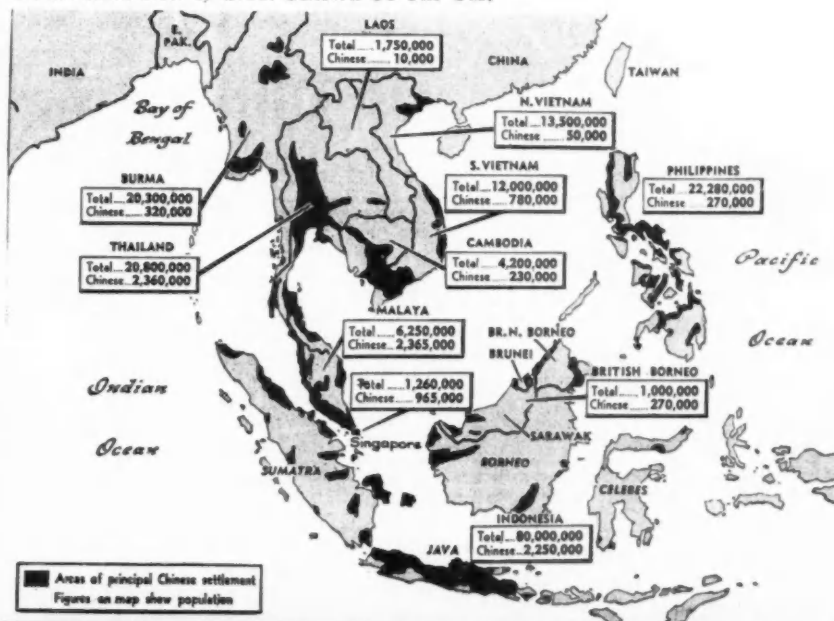 LAOS
Total....1,750,000
Chinese........10,000
E. PAK.
INDIA
CHINA
TAIWAN
Bay of
Bengal
N. VIETNAM
Total....13,500,000
Chinese........50,000
S. VIETNAM
Total....12,000,000
Chinese......780,000
PHILIPPINES
Total....22,280,000
Chinese......270,000
BURMA
Total...20,300,000
Chinese.....320,000
THAILAND
Total...20,800,000
Chinese...2,360,000
CAMBODIA
Total......4,200,000
Chinese......230,000
Pacific
Ocean
MALAYA
Total......6,250,000
Chinese...2,365,000
BR. N. BORNEO
BRUNEI
BRITISH BORNEO
Total......1,000,000
Chinese......270,000
Total......1,260,000
Chinese......965,000
Indian
Ocean
Singapore
SARAWAK
SUMATRA
BORNEO
CELEBES
INDONESIA
Total....80,000,000
Chinese...2,250,000
JAVA
Areas of principal Chinese settlement
Figures on map show population